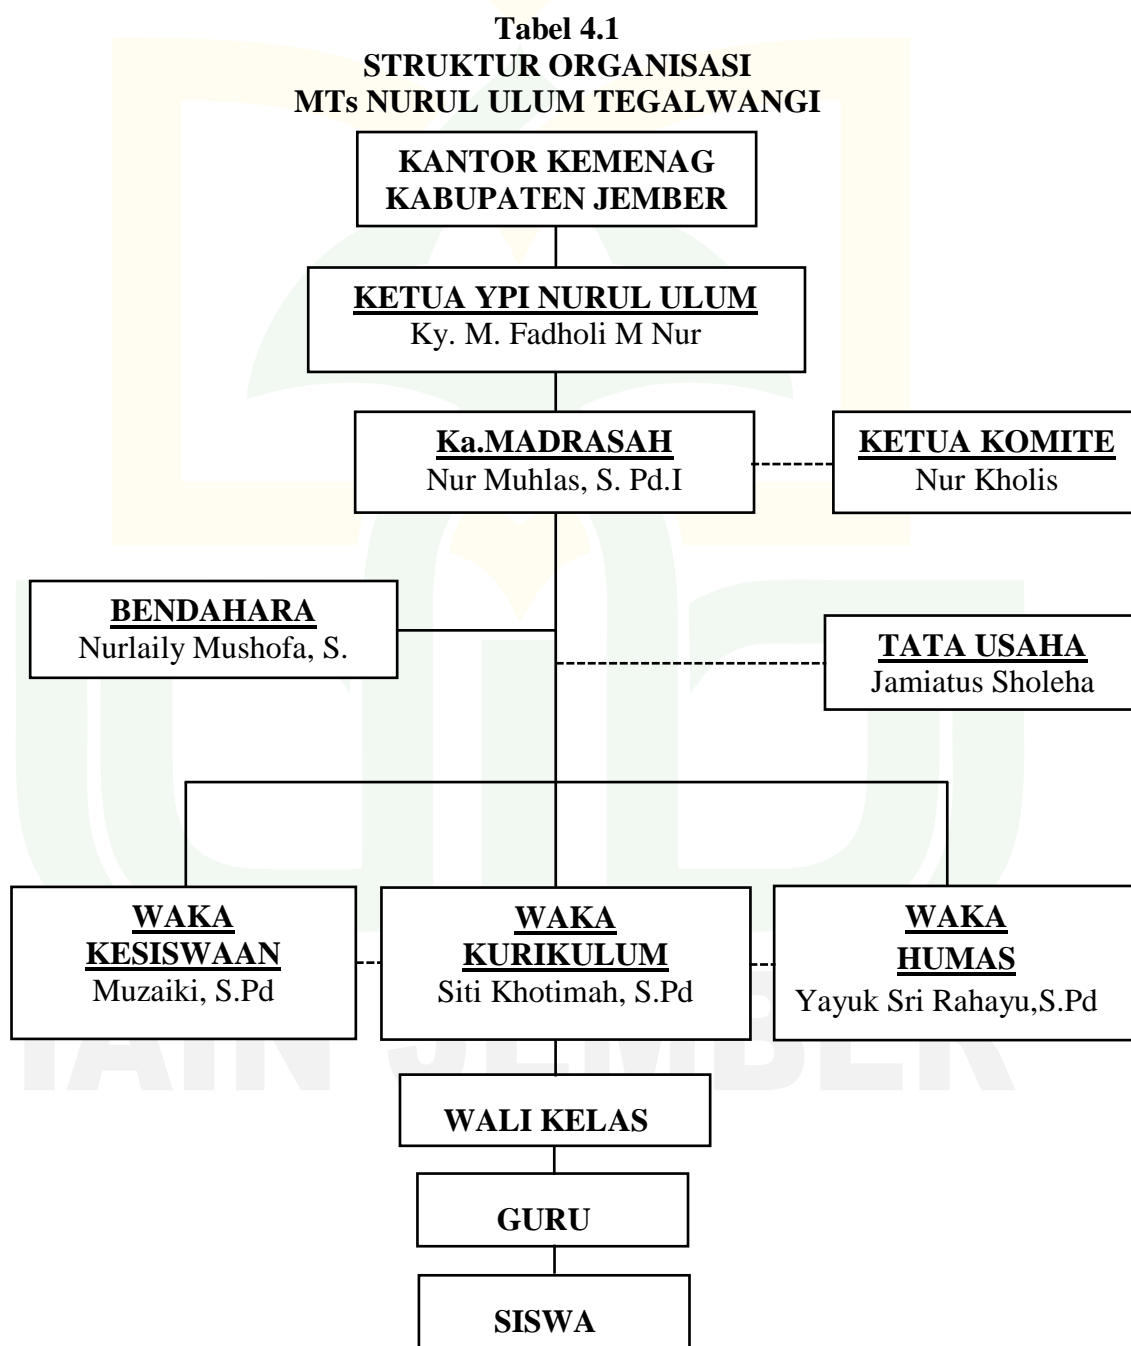 Tabel 4.1
STRUKTUR ORGANISASI
MTs NURUL ULUM TEGALWANGI
KANTOR KEMENAG
KABUPATEN JEMBER
KETUA YPI NURUL ULUM
Ky. M. Fadholi M Nur
Ka.MADRASAH
Nur Muhlas, S. Pd.I
KETUA KOMITE
Nur Kholis
BENDAHARA
Nurlaily Mushofa, S.
TATA USAHA
Jamiatus Sholeha
WAKA
KESISWAAN
Muzaiki, S.Pd
WAKA
KURIKULUM
Siti Khotimah, S.Pd
WAKA
HUMAS
Yayuk Sri Rahayu,S.Pd
IAIN JEMBER
WALI KELAS
GURU
SISWA